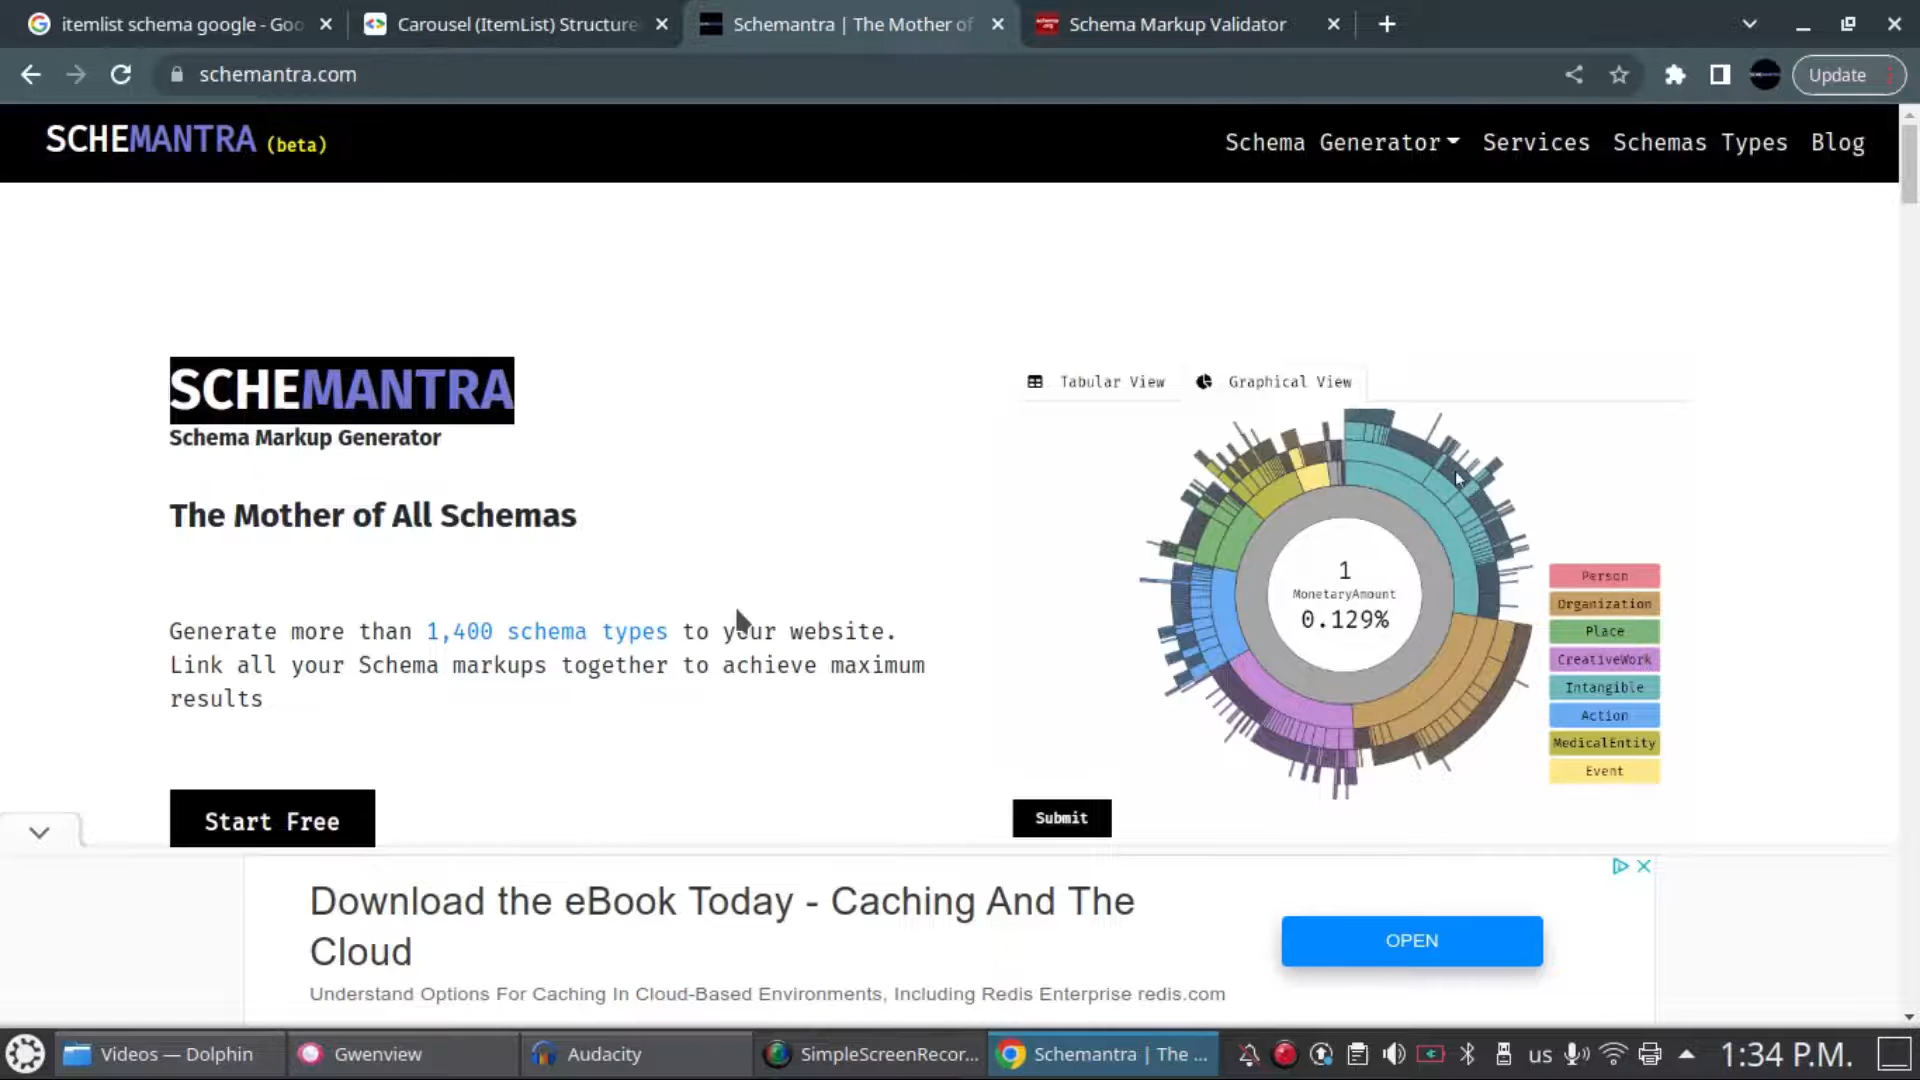 itemlist schema google - Goo
Carousel (ItemList) Structure
Schemantra | The Mother of
Schema Markup Validator
schemantra.com
Update
SCHEMANTRA (beta)
Schema Generator
Services
Schemas Types
Blog
SCHEMANTRA
Schema Markup Generator
The Mother of All Schemas
Generate more than 1,400 schema types to your website.
Link all your Schema markups together to achieve maximum
results
Start Free
Tabular View
Graphical View
1
MonetaryAmount
0.129%
Person
Organization
Place
CreativeWork
Intangible
Action
MedicalEntity
Event
Submit
Download the eBook Today - Caching And The
Cloud
Understand Options For Caching In Cloud-Based Environments, Including Redis Enterprise redis.com
OPEN
Videos — Dolphin
Gwenview
Audacity
SimpleScreenRecor...
Schemantra | The ...
us
1:34 P.M.